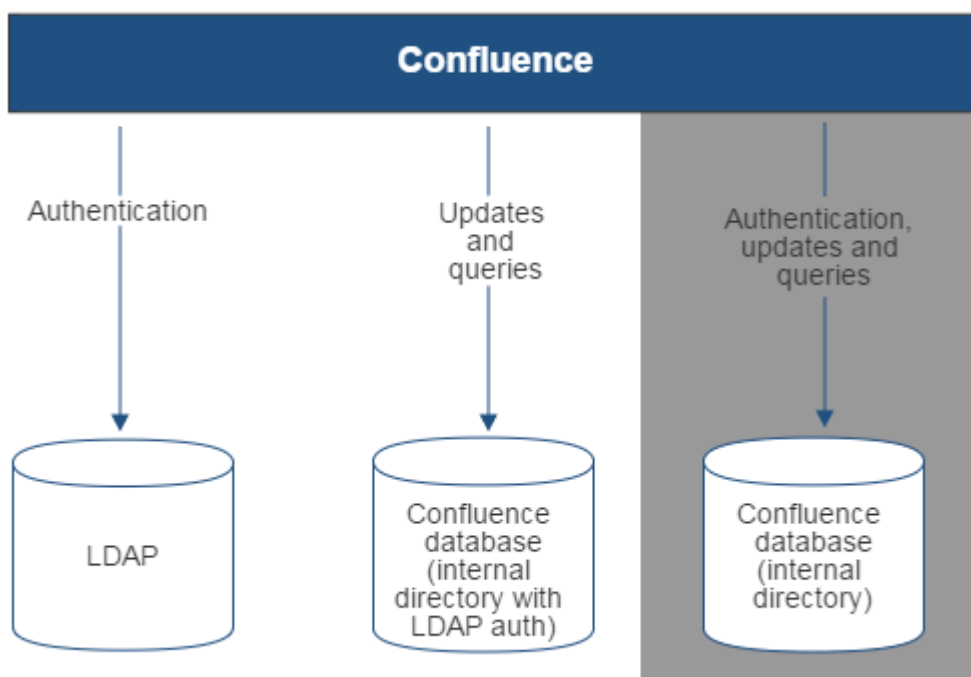 Confluence
Authentication
Updates
and
queries
Authentication,
updates and
queries
LDAP
Confluence
database
(internal
directory with
LDAP auth)
Confluence
database
(internal
directory)